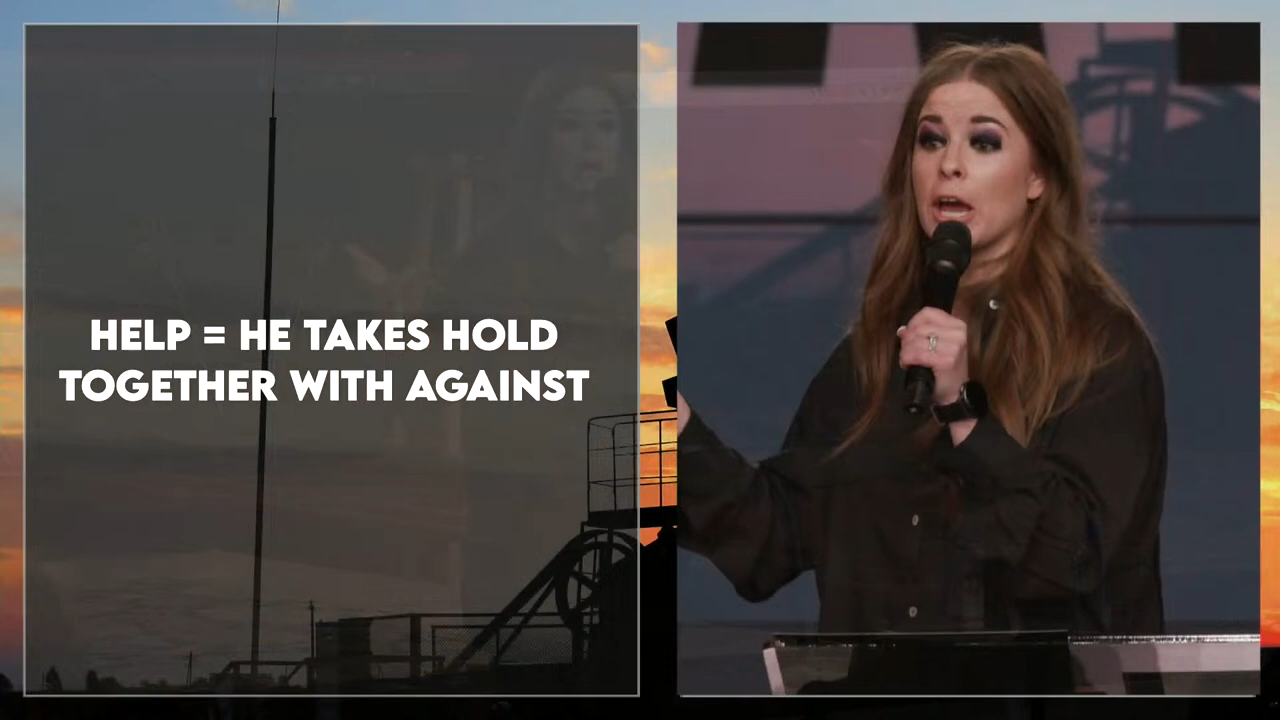 HELP = HE TAKES HOLD
TOGETHER WITH AGAINST